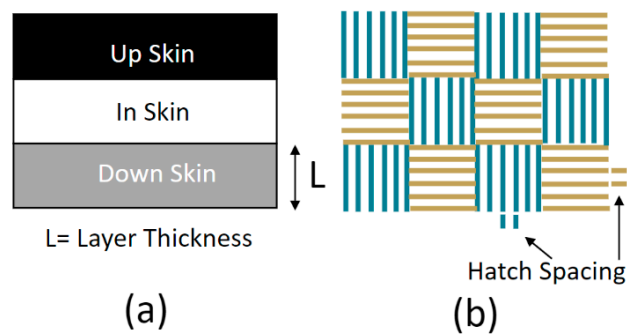 Up Skin
In Skin
Down Skin
L
L= Layer Thickness
Hatch Spacing
(a)
(b)